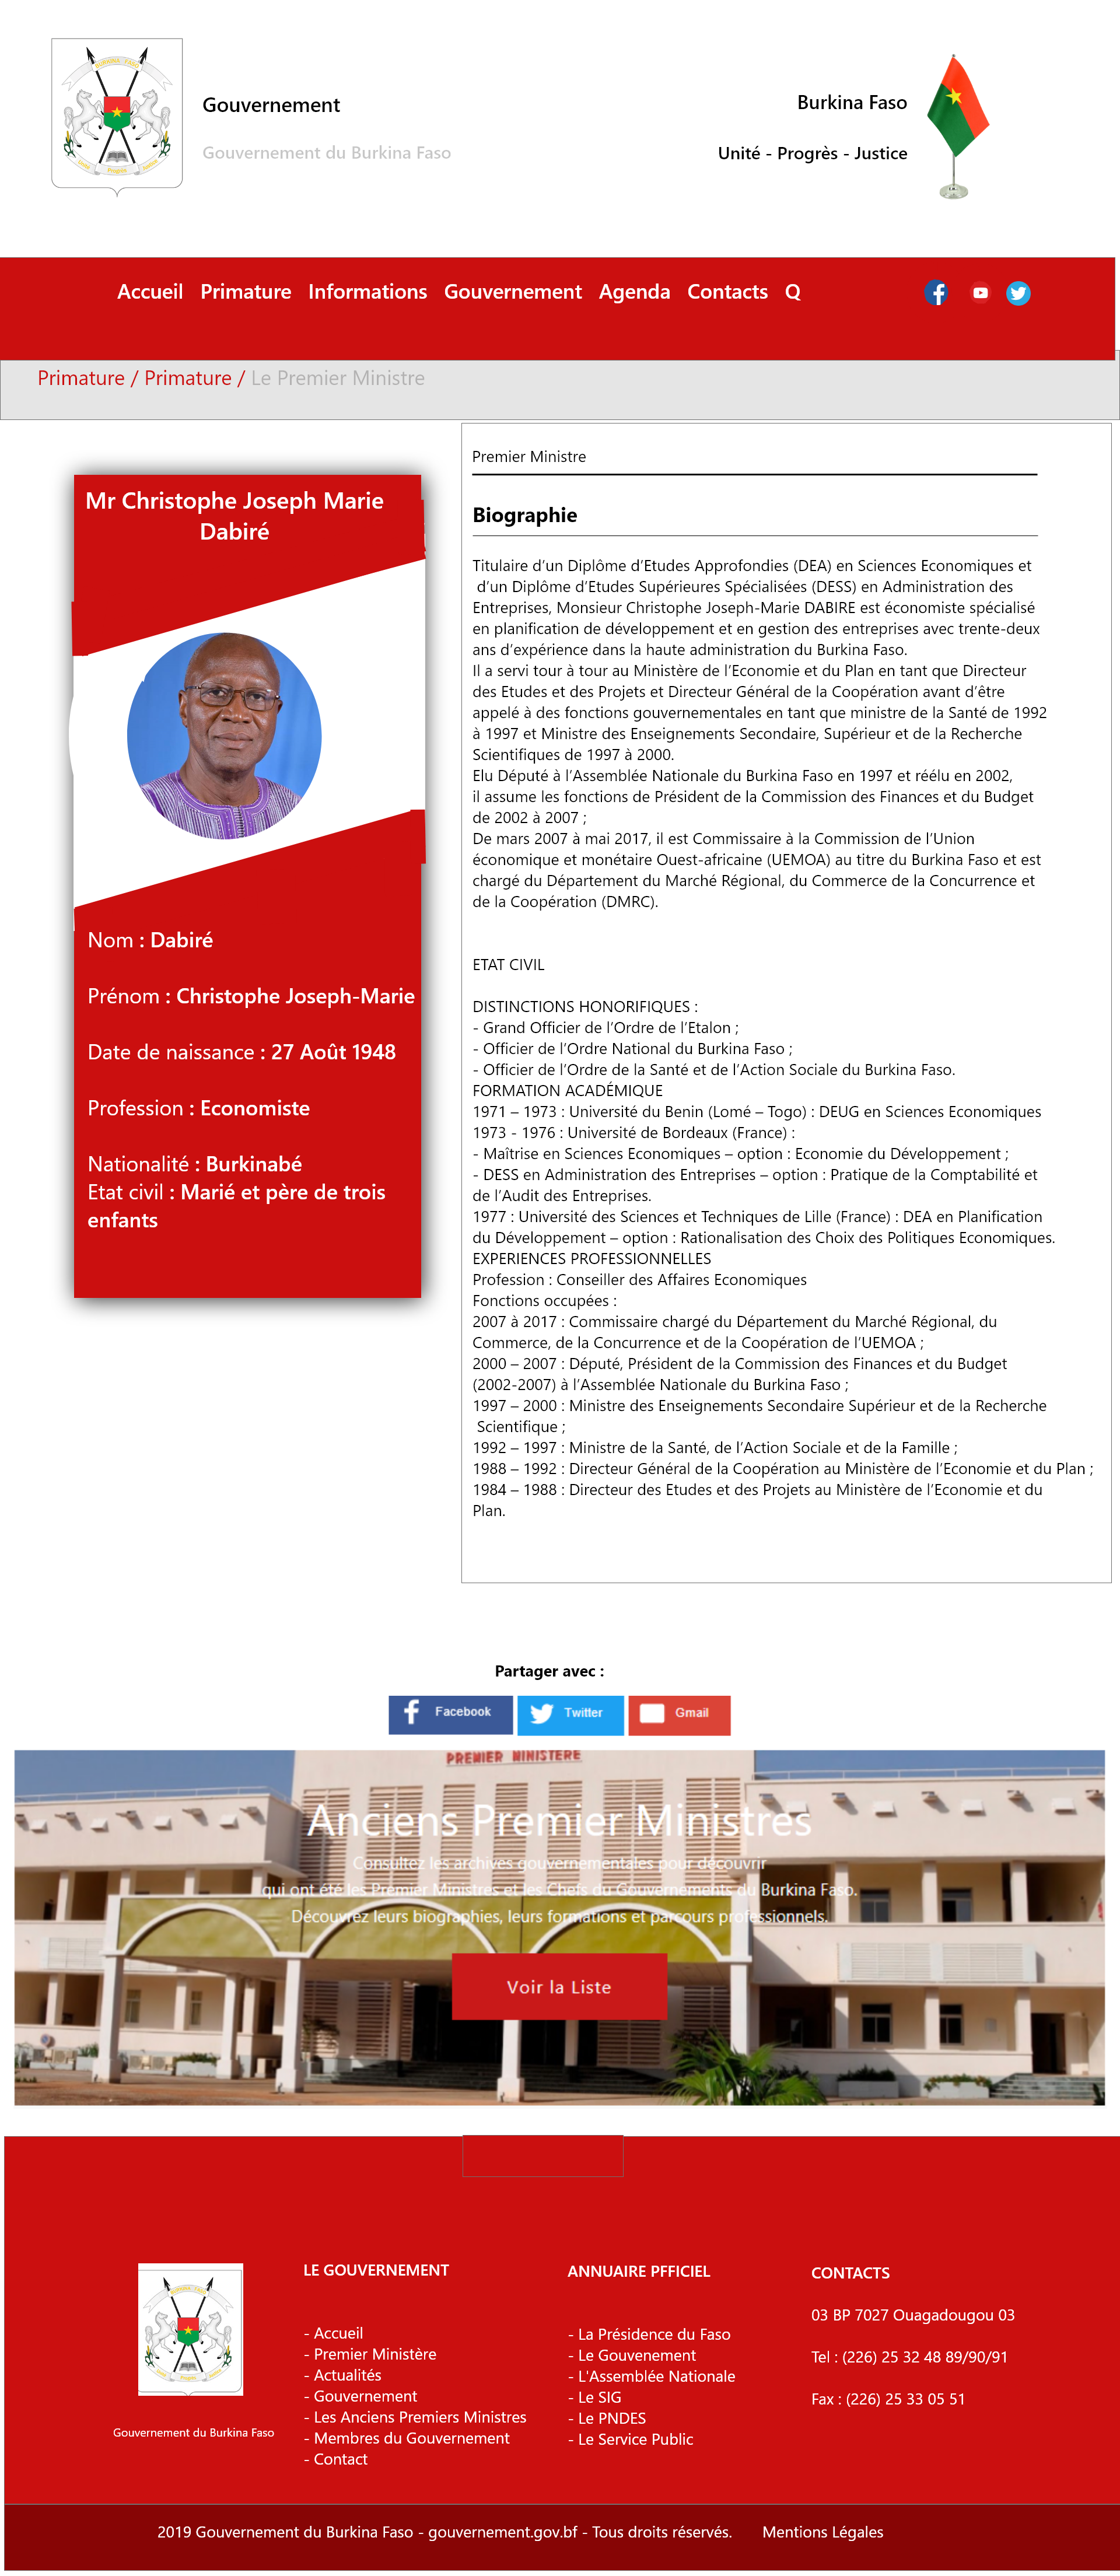 BURKINA FASO
Unité Progrès Justice
Gouvernement
Gouvernement du Burkina Faso
Burkina Faso
Unité - Progrès - Justice
Accueil Primature Informations Gouvernement Agenda Contacts Q
Primature / Primature / Le Premier Ministre
Mr Christophe Joseph Marie
Dabiré
Nom : Dabiré
Prénom : Christophe Joseph-Marie
Date de naissance : 27 Août 1948
Profession : Economiste
Nationalité : Burkinabé
Etat civil : Marié et père de trois
enfants
Premier Ministre
Biographie
Titulaire d’un Diplôme d’Etudes Approfondies (DEA) en Sciences Economiques et
d’un Diplôme d’Etudes Supérieures Spécialisées (DESS) en Administration des
Entreprises, Monsieur Christophe Joseph-Marie DABIRE est économiste spécialisé
en planification de développement et en gestion des entreprises avec trente-deux
ans d’expérience dans la haute administration du Burkina Faso.
Il a servi tour à tour au Ministère de l’Economie et du Plan en tant que Directeur
des Etudes et des Projets et Directeur Général de la Coopération avant d’être
appelé à des fonctions gouvernementales en tant que ministre de la Santé de 1992
à 1997 et Ministre des Enseignements Secondaire, Supérieur et de la Recherche
Scientifiques de 1997 à 2000.
Elu Député à l’Assemblée Nationale du Burkina Faso en 1997 et réélu en 2002,
il assume les fonctions de Président de la Commission des Finances et du Budget
de 2002 à 2007 ;
De mars 2007 à mai 2017, il est Commissaire à la Commission de l’Union
économique et monétaire Ouest-africaine (UEMOA) au titre du Burkina Faso et est
chargé du Département du Marché Régional, du Commerce de la Concurrence et
de la Coopération (DMRC).
ETAT CIVIL
DISTINCTIONS HONORIFIQUES :
- Grand Officier de l’Ordre de l’Etalon ;
- Officier de l’Ordre National du Burkina Faso ;
- Officier de l’Ordre de la Santé et de l’Action Sociale du Burkina Faso.
FORMATION ACADÉMIQUE
1971 – 1973 : Université du Benin (Lomé – Togo) : DEUG en Sciences Economiques
1973 - 1976 : Université de Bordeaux (France) :
- Maîtrise en Sciences Economiques – option : Economie du Développement ;
- DESS en Administration des Entreprises – option : Pratique de la Comptabilité et
de l’Audit des Entreprises.
1977 : Université des Sciences et Techniques de Lille (France) : DEA en Planification
du Développement – option : Rationalisation des Choix des Politiques Economiques.
EXPERIENCES PROFESSIONNELLES
Profession : Conseiller des Affaires Economiques
Fonctions occupées :
2007 à 2017 : Commissaire chargé du Département du Marché Régional, du
Commerce, de la Concurrence et de la Coopération de l’UEMOA ;
2000 – 2007 : Député, Président de la Commission des Finances et du Budget
(2002-2007) à l’Assemblée Nationale du Burkina Faso ;
1997 – 2000 : Ministre des Enseignements Secondaire Supérieur et de la Recherche
Scientifique ;
1992 – 1997 : Ministre de la Santé, de l’Action Sociale et de la Famille ;
1988 – 1992 : Directeur Général de la Coopération au Ministère de l’Economie et du Plan ;
1984 – 1988 : Directeur des Etudes et des Projets au Ministère de l’Economie et du
Plan.
Partager avec :
Facebook Twitter Gmail
PREMIER MINISTERE
Anciens Premier Ministres
Consultez les archives gouvernementales pour découvrir
qui ont été les Premier Ministres et les Chefs du Gouvernements du Burkina Faso.
Découvrez leurs biographies, leurs formations et parcours professionnels.
Voir la Liste
Gouvernement du Burkina Faso
LE GOUVERNEMENT
- Accueil
- Premier Ministère
- Actualités
- Gouvernement
- Les Anciens Premiers Ministres
- Membres du Gouvernement
- Contact
ANNUAIRE PFFICIEL
- La Présidence du Faso
- Le Gouvenement
- L'Assemblée Nationale
- Le SIG
- Le PNDES
- Le Service Public
CONTACTS
03 BP 7027 Ouagadougou 03
Tel : (226) 25 32 48 89/90/91
Fax : (226) 25 33 05 51
2019 Gouvernement du Burkina Faso - gouvernement.gov.bf - Tous droits réservés. Mentions Légales